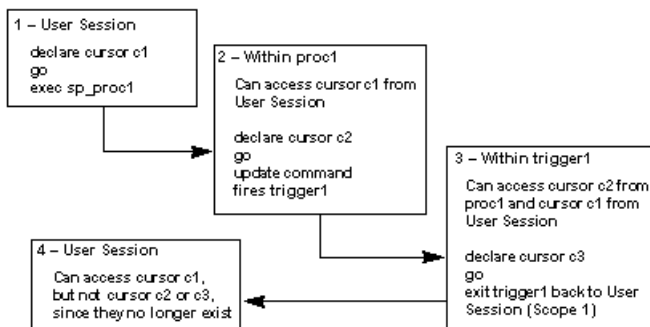 1 – User Session
declare cursor c1
go
exec sp_proc1
2 – Within proc1
Can access cursor c1 from
User Session
declare cursor c2
go
update command
fires trigger1
3 – Within trigger1
Can access cursor c2 from
proc1 and cursor c1 from
User Session
declare cursor c3
go
exit trigger1 back to User
Session (Scope 1)
4 – User Session
Can access cursor c1,
but not cursor c2 or c3,
since they no longer exist